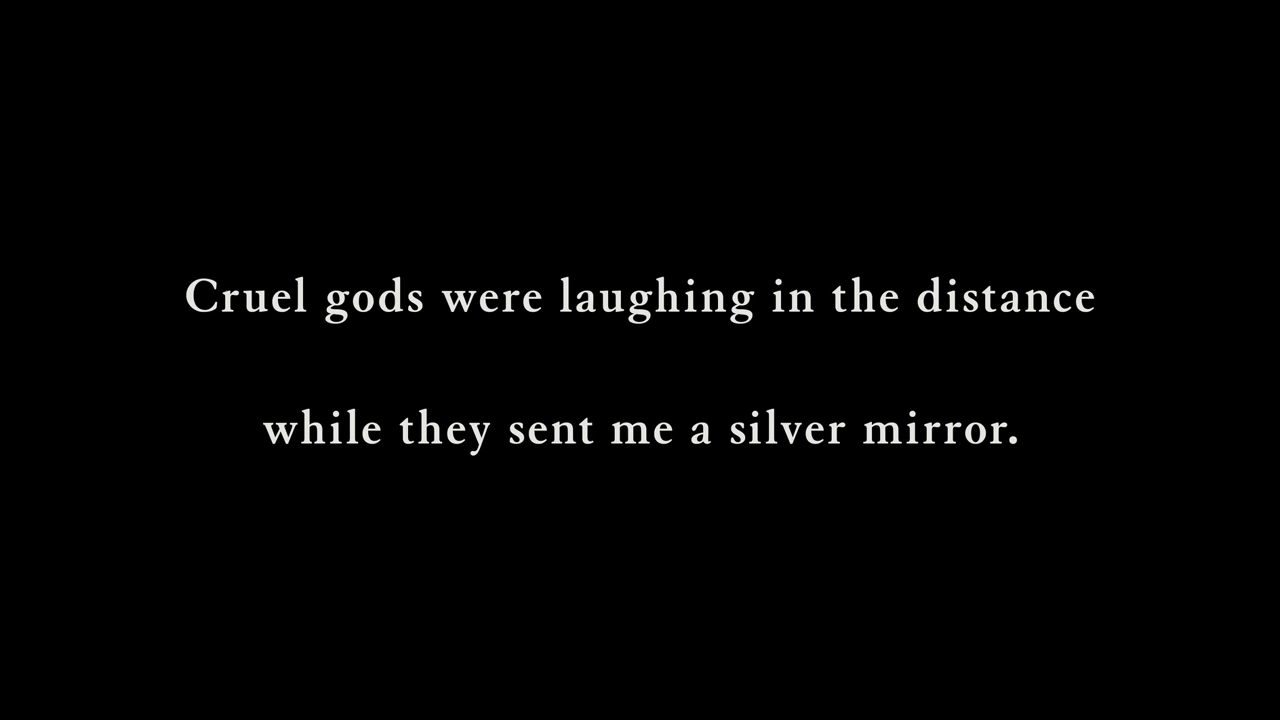 Cruel gods were laughing in the distance
while they sent me a silver mirror.